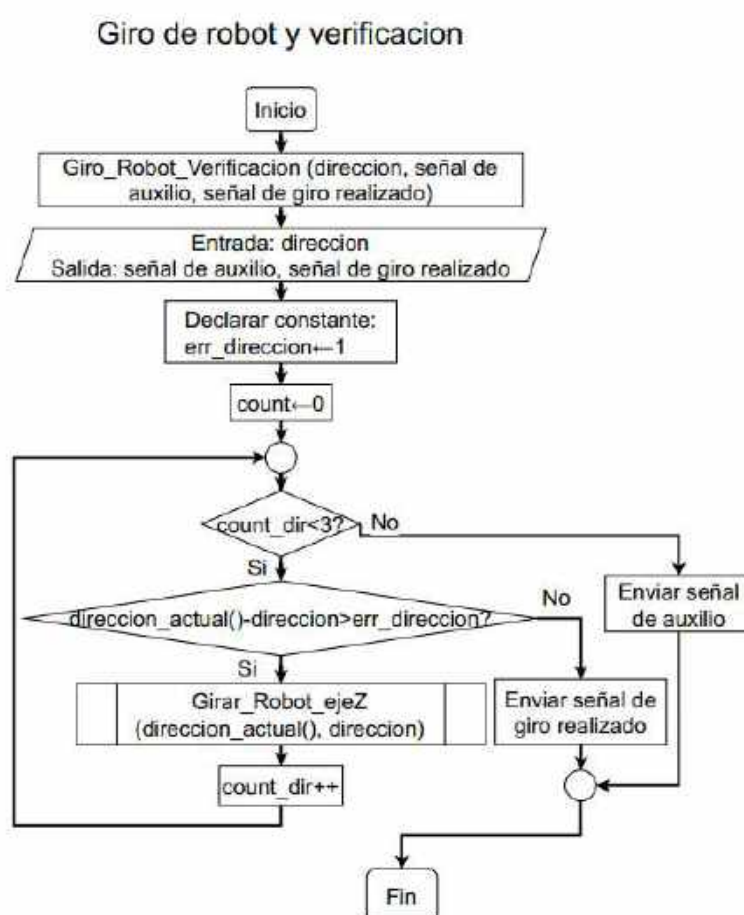 Giro de robot y verificacion
Inicio
Giro_Robot_Verificacion (direccion, señal de
auxilio, señal de giro realizado)
Entrada: direccion
Salida: señal de auxilio, señal de giro realizado
Declarar constante:
err_direccion←1
count←0
count_dir<3?
No
Si
direccion_actual()-direccion>err_direccion?
No
Enviar señal
de auxilio
Si
Girar_Robot_ejeZ
(direccion_actual(), direccion)
Enviar señal de
giro realizado
count_dir++
Fin